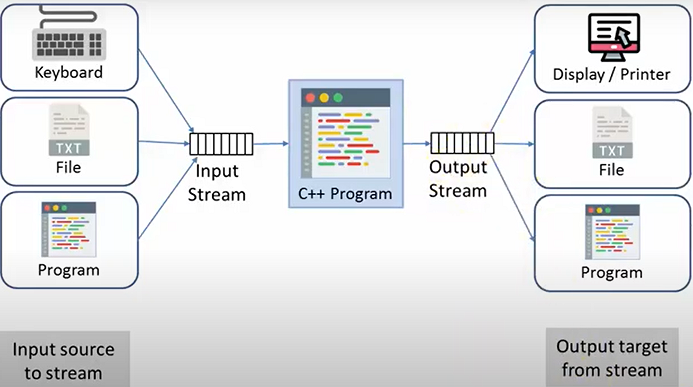 Keyboard
TXT
File
Program
Input
Stream
C++ Program
Output
Stream
Display / Printer
TXT
File
Program
Input source
to stream
Output target
from stream